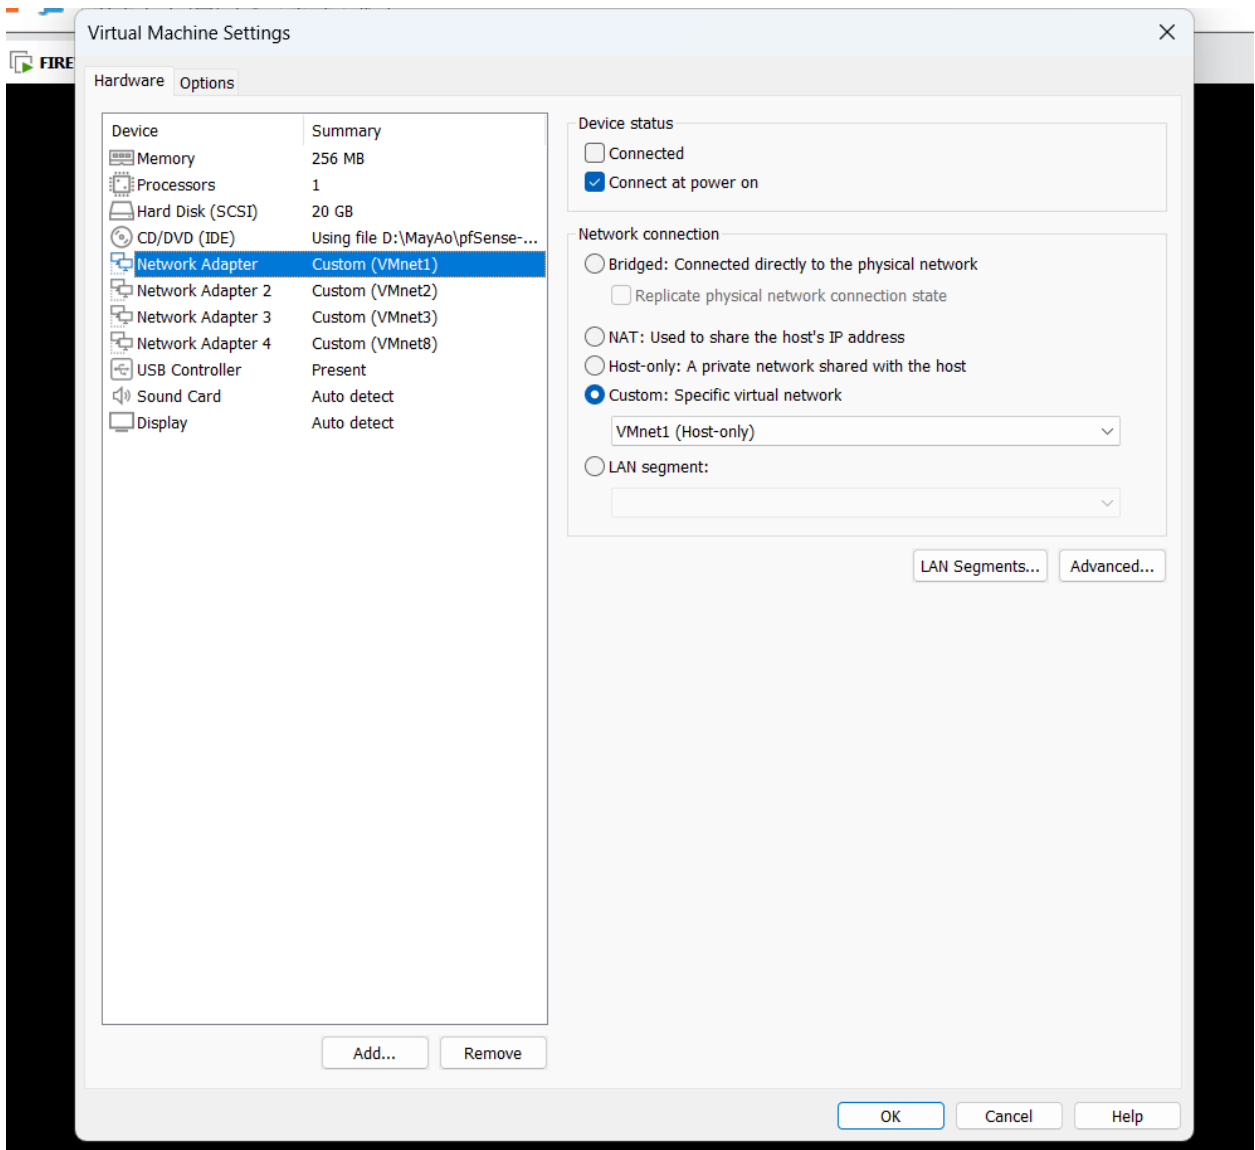 Virtual Machine Settings
FIRE
Hardware Options
Device Summary
Memory 256 MB
Processors 1
Hard Disk (SCSI) 20 GB
CD/DVD (IDE) Using file D:\MayAo\pfSense-...
Network Adapter Custom (VMnet1)
Network Adapter 2 Custom (VMnet2)
Network Adapter 3 Custom (VMnet3)
Network Adapter 4 Custom (VMnet8)
USB Controller Present
Sound Card Auto detect
Display Auto detect
Add... Remove
Device status
Connected
Connect at power on
Network connection
Bridged: Connected directly to the physical network
Replicate physical network connection state
NAT: Used to share the host's IP address
Host-only: A private network shared with the host
Custom: Specific virtual network
VMnet1 (Host-only)
LAN segment:
LAN Segments... Advanced...
OK Cancel Help